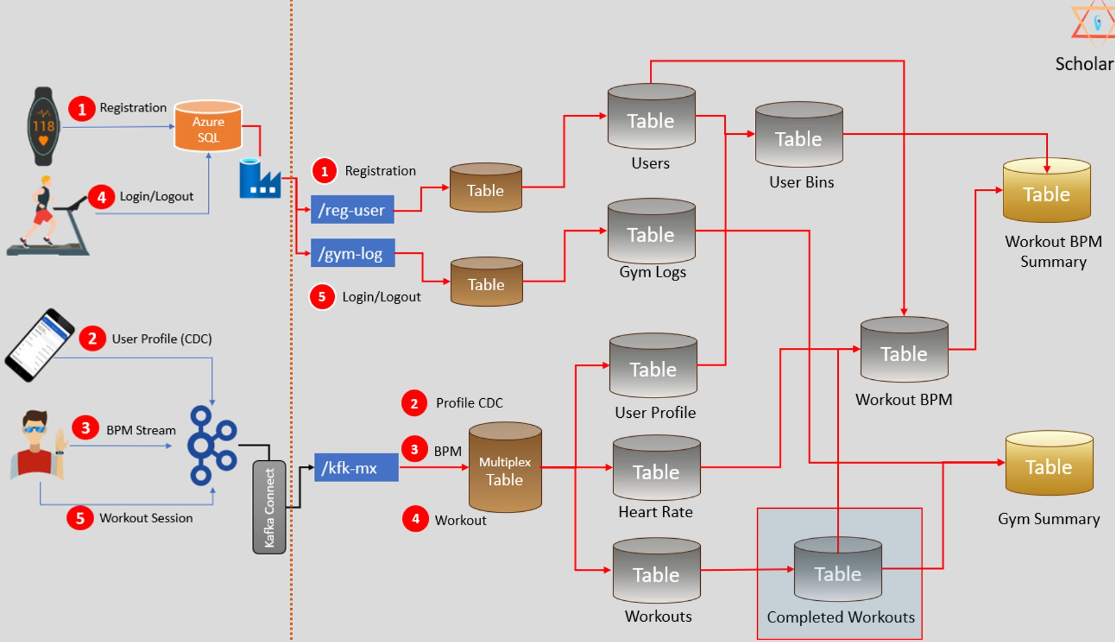 Scholar
1 Registration
118
Azure
SQL
4 Login/Logout
1 Registration
/reg-user
/gym-log
5 Login/Logout
Table
Table
Table
Users
Table
User Bins
Table
Gym Logs
Table
Workout BPM
Summary
2 User Profile (CDC)
3 BPM Stream
5 Workout Session
Kafka Connect
/kfk-mx
2 Profile CDC
3 BPM
4 Workout
Multiplex
Table
Table
User Profile
Table
Heart Rate
Table
Workouts
Table
Workout BPM
Table
Completed Workouts
Table
Gym Summary